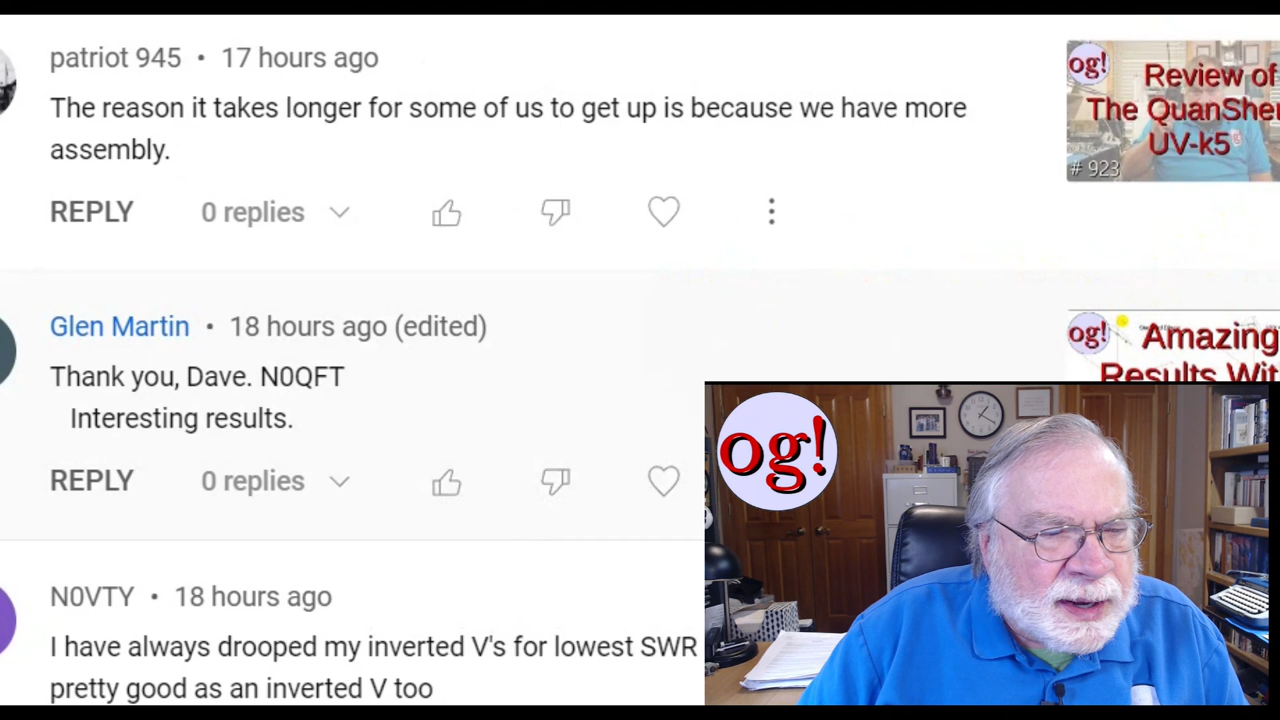 patriot 945 • 17 hours ago
The reason it takes longer for some of us to get up is because we have more
assembly.
REPLY 0 replies
og!
Review of
The QuanShe
UV-k5
# 923
Glen Martin • 18 hours ago (edited)
Thank you, Dave. N0QFT
Interesting results.
REPLY 0 replies
og!
Amazing
Results Wit
N0VTY • 18 hours ago
I have always drooped my inverted V's for lowest SWR
pretty good as an inverted V too
og!